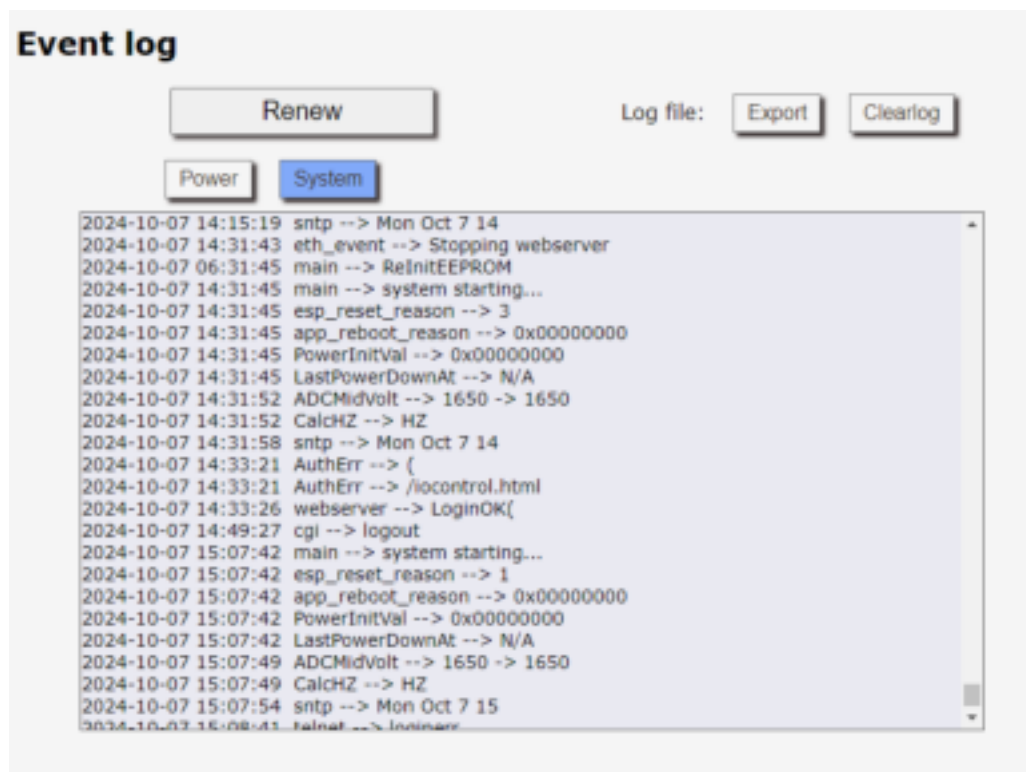 Event log
Renew
Log file: Export Clearlog
Power System
2024-10-07 14:15:19 sntp --> Mon Oct 7 14
2024-10-07 14:31:43 eth_event --> Stopping webserver
2024-10-07 06:31:45 main --> ReInitEEPROM
2024-10-07 14:31:45 main --> system starting...
2024-10-07 14:31:45 esp_reset_reason --> 3
2024-10-07 14:31:45 app_reboot_reason --> 0x00000000
2024-10-07 14:31:45 PowerInitVal --> 0x00000000
2024-10-07 14:31:45 LastPowerDownAt --> N/A
2024-10-07 14:31:52 ADCMidVolt --> 1650 -> 1650
2024-10-07 14:31:52 CalcHZ --> HZ
2024-10-07 14:31:58 sntp --> Mon Oct 7 14
2024-10-07 14:33:21 AuthErr --> (
2024-10-07 14:33:21 AuthErr --> /iocontrol.html
2024-10-07 14:33:26 webserver --> LoginOK(
2024-10-07 14:49:27 cgi --> logout
2024-10-07 15:07:42 main --> system starting...
2024-10-07 15:07:42 esp_reset_reason --> 1
2024-10-07 15:07:42 app_reboot_reason --> 0x00000000
2024-10-07 15:07:42 PowerInitVal --> 0x00000000
2024-10-07 15:07:42 LastPowerDownAt --> N/A
2024-10-07 15:07:49 ADCMidVolt --> 1650 -> 1650
2024-10-07 15:07:49 CalcHZ --> HZ
2024-10-07 15:07:54 sntp --> Mon Oct 7 15
2024-10-07 15:08:41 telnet --> loginerr